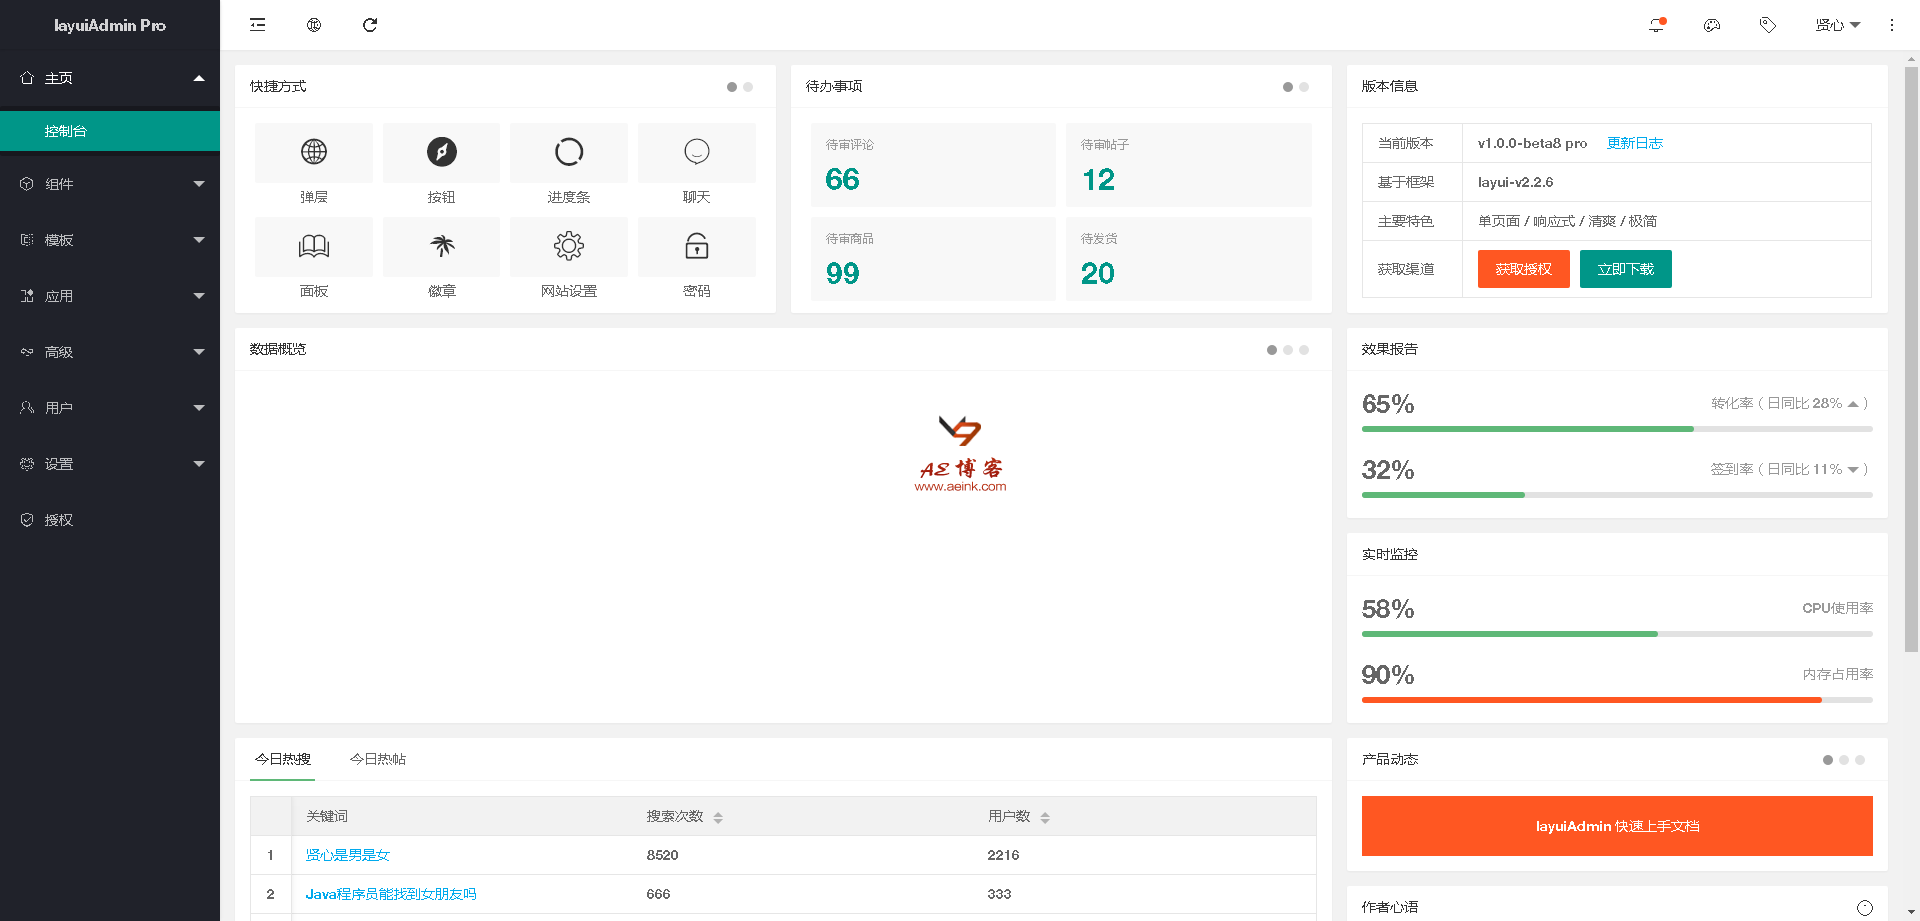 layuiAdmin Pro
主页
控制台
组件
模板
应用
高级
用户
设置
授权
贤心
快捷方式
弹层
按钮
进度条
聊天
面板
徽章
网站设置
密码
待办事项
待审评论
66
待审帖子
12
待审商品
99
待发货
20
版本信息
当前版本 v1.0.0-beta8 pro 更新日志
基于框架 layui-v2.2.6
主要特色 单页面 / 响应式 / 清爽 / 极简
获取渠道 获取授权 立即下载
数据概览
AE 博客
www.aeink.com
效果报告
65% 转化率（日同比 28% ）
32% 签到率（日同比 11% ）
实时监控
58% CPU使用率
90% 内存占用率
今日热搜 今日热帖
关键词 搜索次数 用户数
1 贤心是男是女 8520 2216
2 Java程序员能找到女朋友吗 666 333
产品动态
layuiAdmin 快速上手文档
作者心语